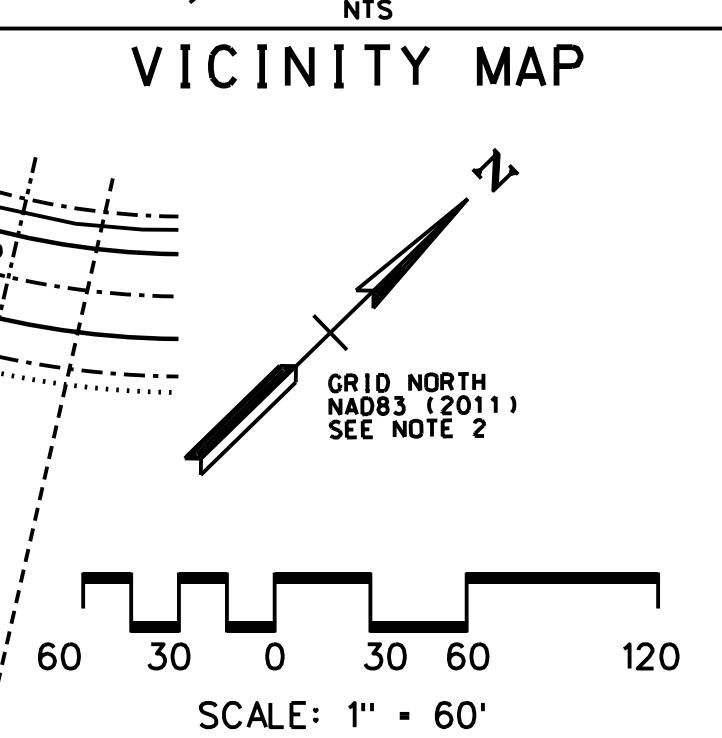 NTS
VICINITY MAP
N
GRID NORTH
NAD83 (2011)
SEE NOTE 2
60 30 0 30 60 120
SCALE: 1" = 60'